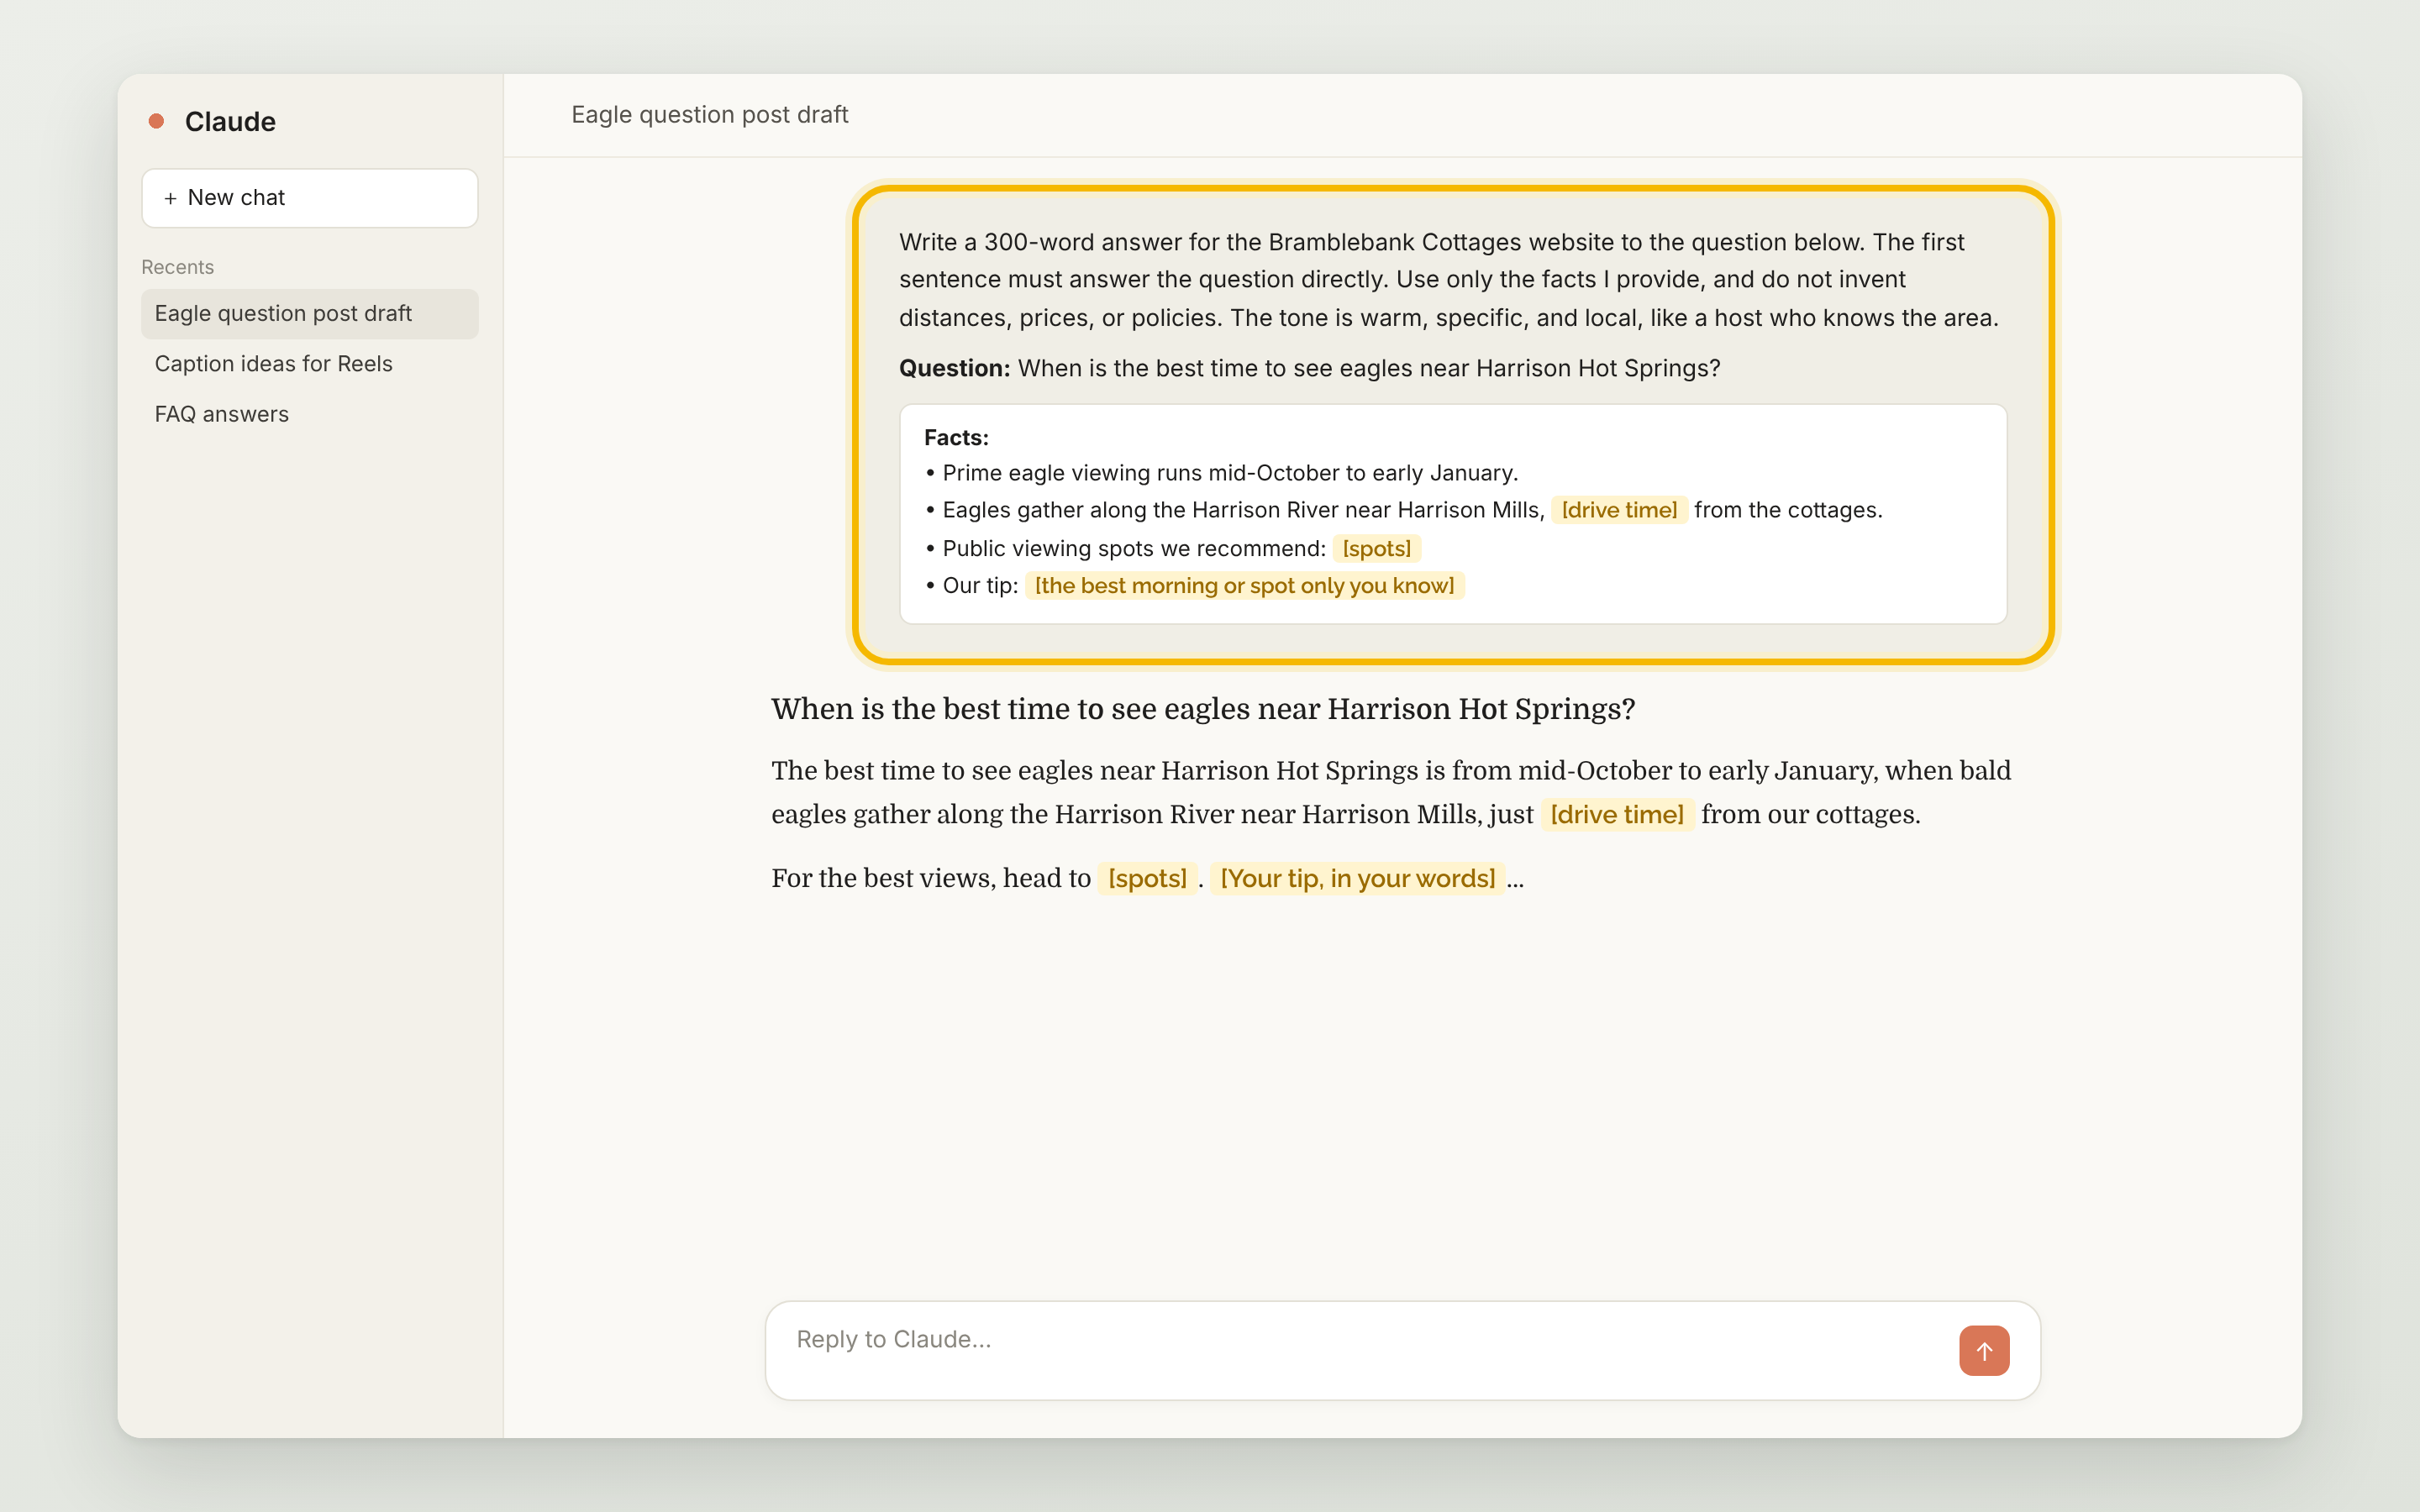 Claude
+ New chat
Recents
Eagle question post draft
Caption ideas for Reels
FAQ answers
Eagle question post draft
Write a 300-word answer for the Bramblebank Cottages website to the question below. The first
sentence must answer the question directly. Use only the facts I provide, and do not invent
distances, prices, or policies. The tone is warm, specific, and local, like a host who knows the area.
Question: When is the best time to see eagles near Harrison Hot Springs?
Facts:
• Prime eagle viewing runs mid-October to early January.
• Eagles gather along the Harrison River near Harrison Mills, [drive time] from the cottages.
• Public viewing spots we recommend: [spots]
• Our tip: [the best morning or spot only you know]
When is the best time to see eagles near Harrison Hot Springs?
The best time to see eagles near Harrison Hot Springs is from mid-October to early January, when bald
eagles gather along the Harrison River near Harrison Mills, just [drive time] from our cottages.
For the best views, head to [spots]. [Your tip, in your words]...
Reply to Claude...